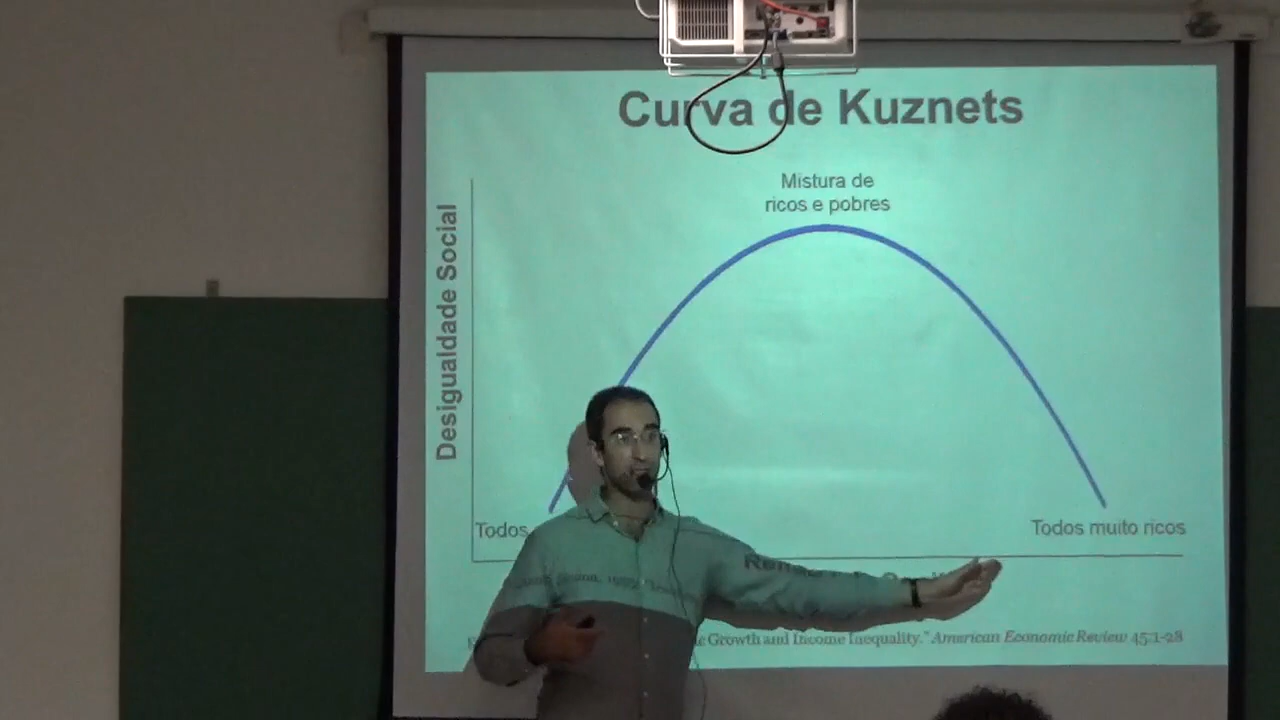 Curva de Kuznets
Mistura de
ricos e pobres
Desigualdade Social
Todos
Todos muito ricos
Growth and Income Inequality." American Economic Review 45:1-28